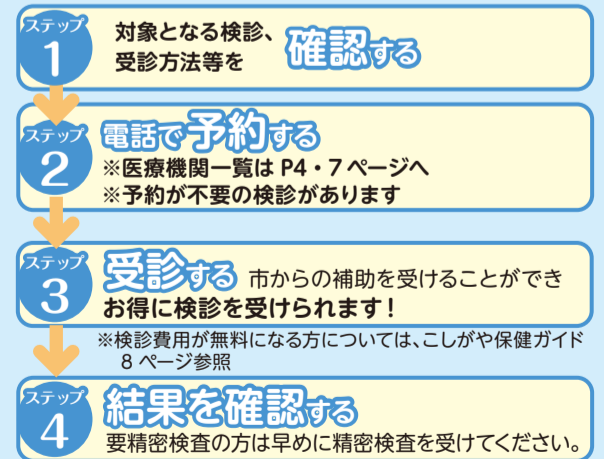 ステップ
1
対象となる検診、
受診方法等を 確認する
ステップ
2
電話で予約する
※医療機関一覧は P4・7 ページへ
※予約が不要の検診があります
ステップ
3
受診する 市からの補助を受けることができ
お得に検診を受けられます!
※検診費用が無料になる方については、こしがや保健ガイド
8 ページ参照
ステップ
4
結果を確認する
要精密検査の方は早めに精密検査を受けてください。